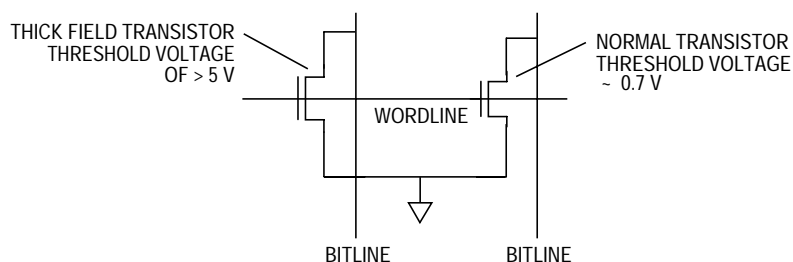 THICK FIELD TRANSISTOR
THRESHOLD VOLTAGE
OF > 5 V
NORMAL TRANSISTOR
THRESHOLD VOLTAGE
~ 0.7 V
WORDLINE
BITLINE
BITLINE